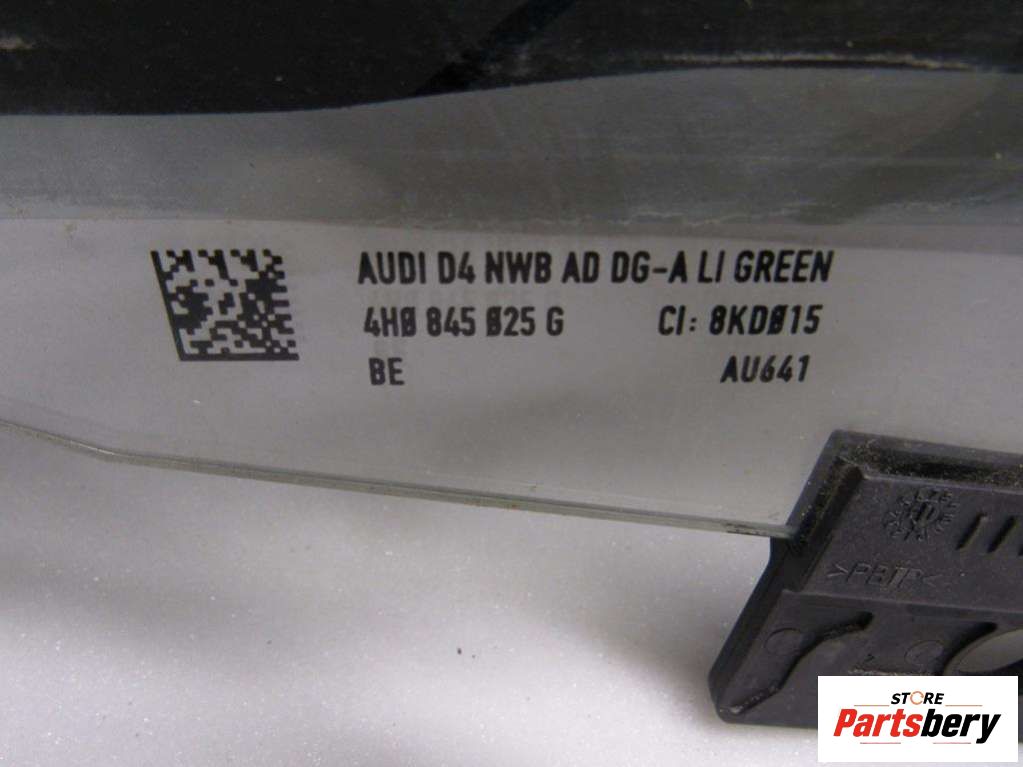 AUDI D4 NWB AD DG-A LI GREEN
4H0 845 025 G CI: 8KD015
BE AU641
>PBTP<
STORE
Partsbery